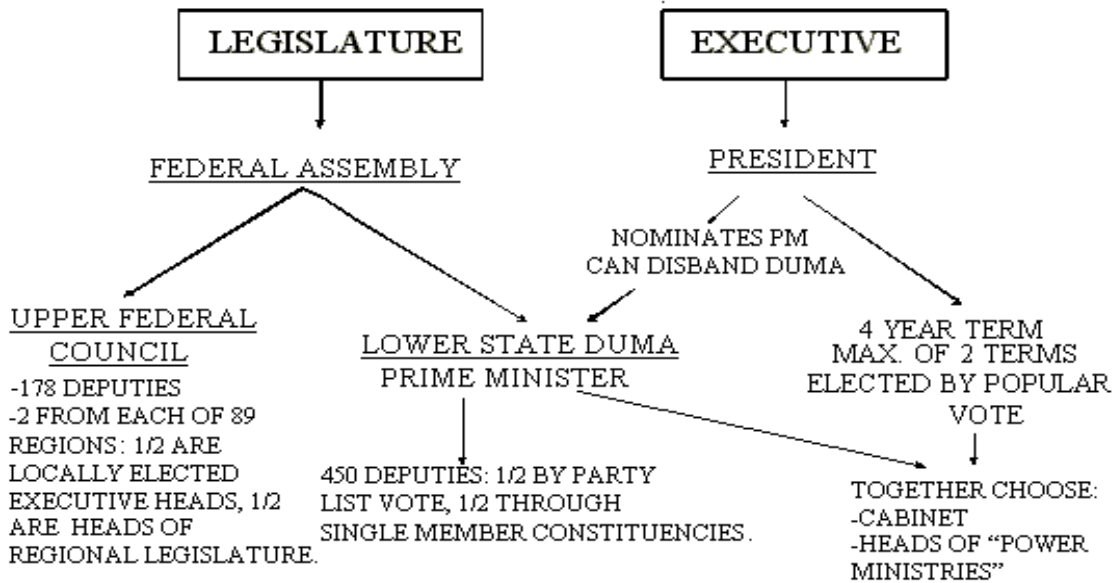 LEGISLATURE
EXECUTIVE
FEDERAL ASSEMBLY
PRESIDENT
NOMINATES PM
CAN DISBAND DUMA
UPPER FEDERAL
COUNCIL
-178 DEPUTIES
-2 FROM EACH OF 89
REGIONS: 1/2 ARE
LOCALLY ELECTED
EXECUTIVE HEADS, 1/2
ARE HEADS OF
REGIONAL LEGISLATURE.
LOWER STATE DUMA
PRIME MINISTER
450 DEPUTIES: 1/2 BY PARTY
LIST VOTE, 1/2 THROUGH
SINGLE MEMBER CONSTITUENCIES.
4 YEAR TERM
MAX. OF 2 TERMS
ELECTED BY POPULAR
VOTE
TOGETHER CHOOSE:
-CABINET
-HEADS OF “POWER
MINISTRIES”